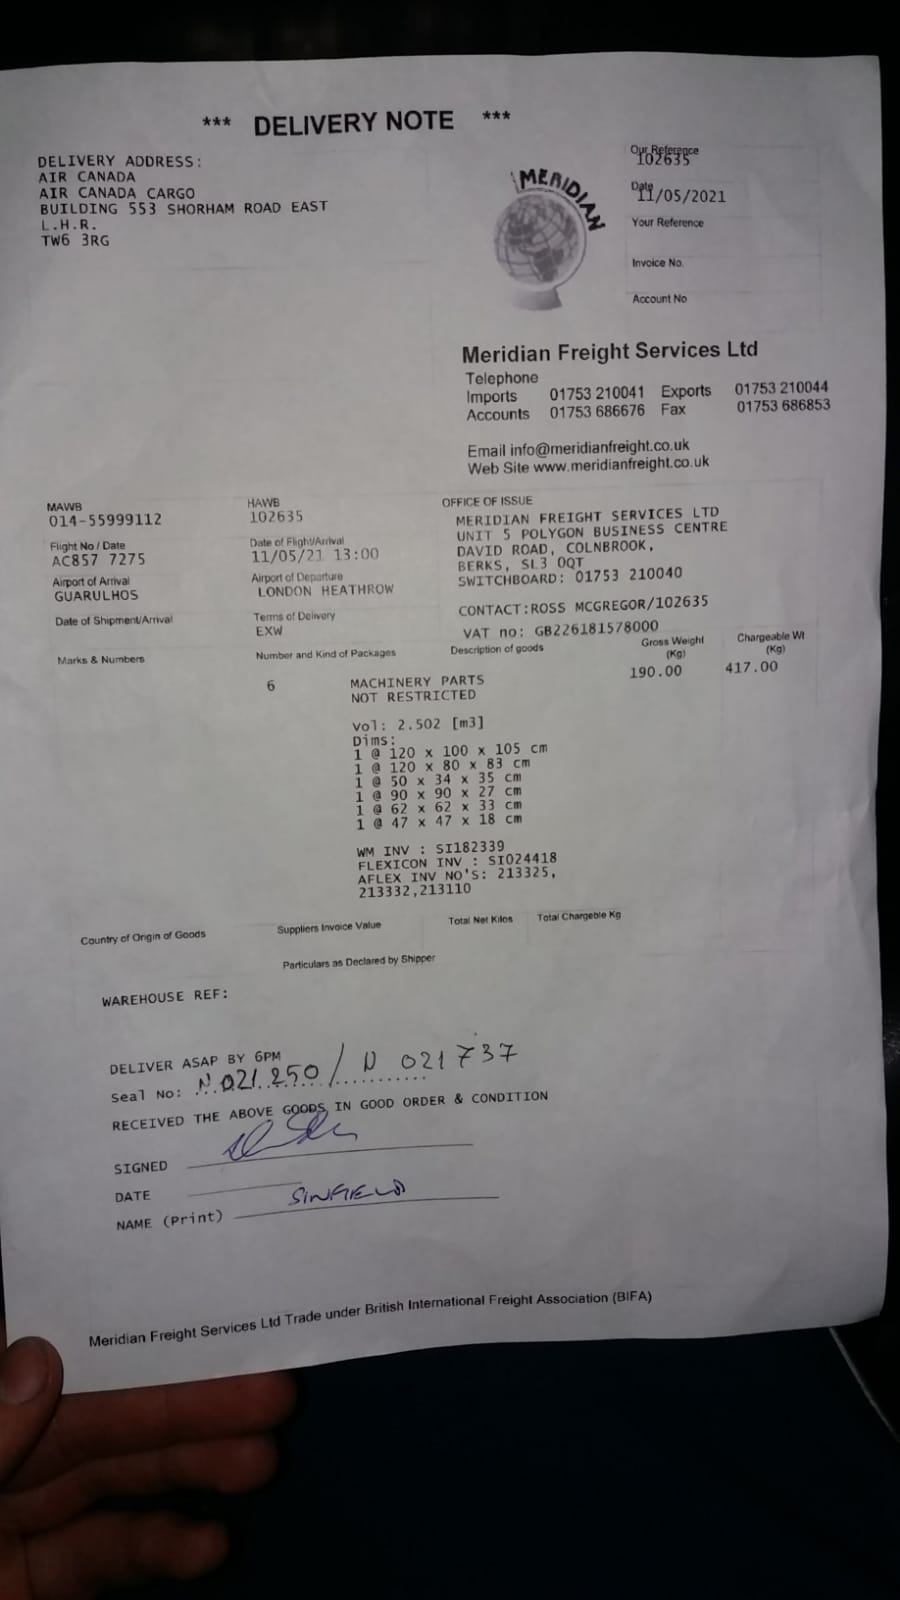 *** DELIVERY NOTE ***
DELIVERY ADDRESS:
AIR CANADA
AIR CANADA CARGO
BUILDING 553 SHORHAM ROAD EAST
L.H.R.
TW6 3RG
MERIDIAN
Our Reference
102635
Date
11/05/2021
Your Reference
Invoice No.
Account No
Meridian Freight Services Ltd
Telephone
Imports 01753 210041 Exports 01753 210044
Accounts 01753 686676 Fax 01753 686853
Email info@meridianfreight.co.uk
Web Site www.meridianfreight.co.uk
MAWB HAWB OFFICE OF ISSUE
014-55999112 102635
MERIDIAN FREIGHT SERVICES LTD
UNIT 5 POLYGON BUSINESS CENTRE
DAVID ROAD, COLNBROOK,
BERKS, SL3 0QT
SWITCHBOARD: 01753 210040
CONTACT:ROSS MCGREGOR/102635
VAT no: GB226181578000
Flight No / Date Date of Flight/Arrival
AC857 7275 11/05/21 13:00
Airport of Arrival Airport of Departure
GUARULHOS LONDON HEATHROW
Date of Shipment/Arrival Terms of Delivery
EXW
Marks & Numbers Number and Kind of Packages Description of goods Gross Weight (Kg) Chargeable Wt (Kg)
6 MACHINERY PARTS 190.00 417.00
NOT RESTRICTED
Vol: 2.502 [m3]
Dims:
1 @ 120 x 100 x 105 cm
1 @ 120 x 80 x 83 cm
1 @ 50 x 34 x 35 cm
1 @ 90 x 90 x 27 cm
1 @ 62 x 62 x 33 cm
1 @ 47 x 47 x 18 cm
WM INV : SI182339
FLEXICON INV : SI024418
AFLEX INV NO'S: 213325,
213332,213110
Country of Origin of Goods Suppliers Invoice Value Total Net Kilos Total Chargeble Kg
Particulars as Declared by Shipper
WAREHOUSE REF:
DELIVER ASAP BY 6PM
Seal No: N 021250 / N 021737
RECEIVED THE ABOVE GOODS IN GOOD ORDER & CONDITION
SIGNED
DATE
NAME (Print) SINFIELD
Meridian Freight Services Ltd Trade under British International Freight Association (BIFA)